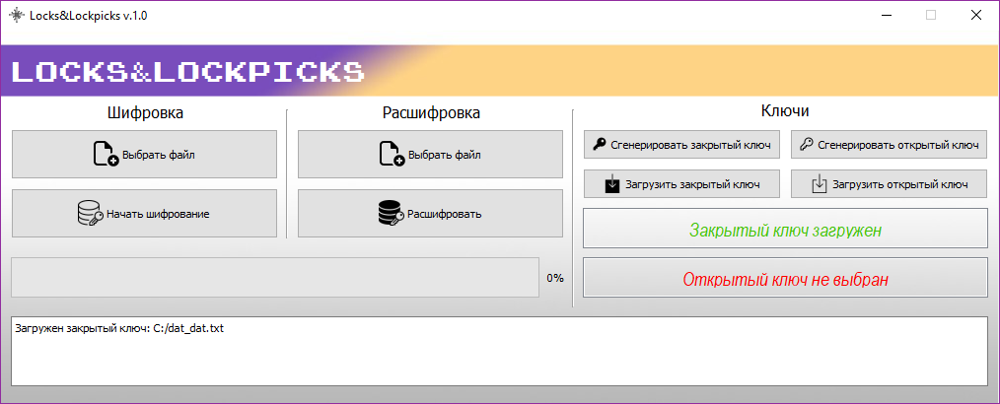 Locks&Lockpicks v.1.0
LOCKS&LOCKPICKS
Шифровка
Выбрать файл
Начать шифрование
Расшифровка
Выбрать файл
Расшифровать
0%
Ключи
Сгенерировать закрытый ключ
Сгенерировать открытый ключ
Загрузить закрытый ключ
Загрузить открытый ключ
Закрытый ключ загружен
Открытый ключ не выбран
Загружен закрытый ключ: C:/dat_dat.txt